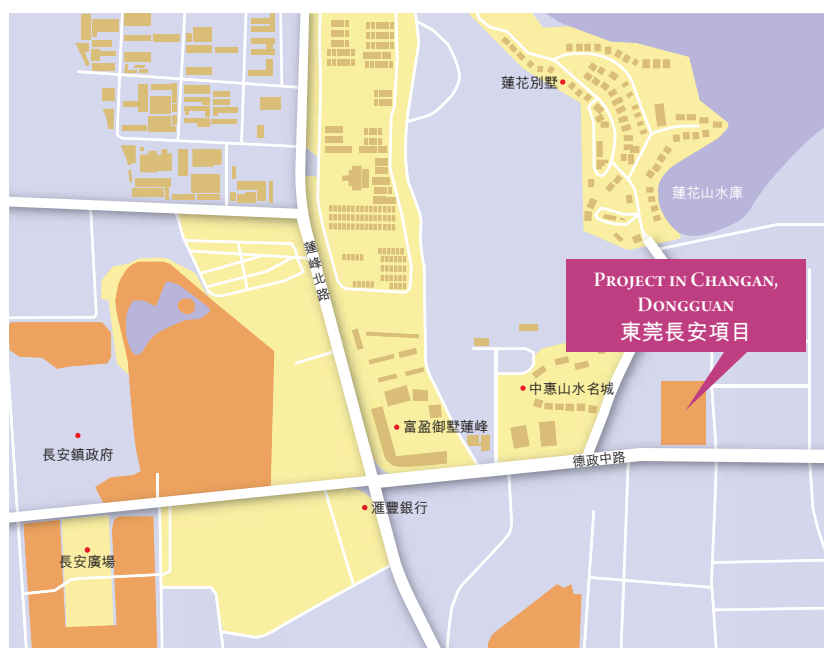 蓮花別墅
蓮花山水庫
蓮峰北路
PROJECT IN CHANGAN,
DONGGUAN
東莞長安項目
中惠山水名城
富盈御墅蓮峰
長安鎮政府
德政中路
滙豐銀行
長安廣場